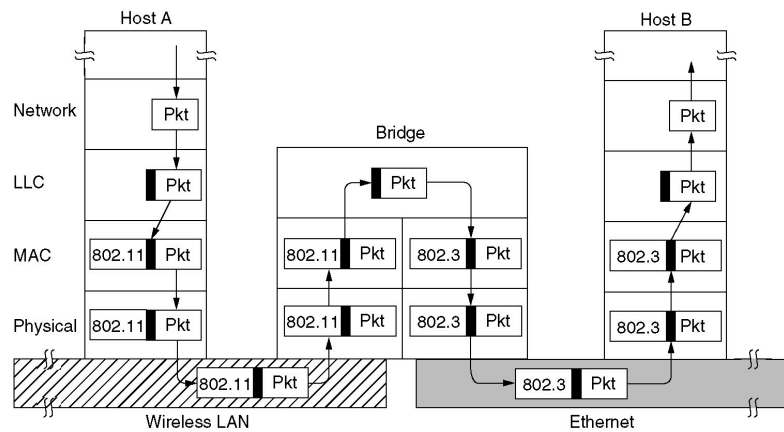 Host A
Host B
Bridge
Network
Pkt
Pkt
LLC
Pkt
Pkt
Pkt
MAC
802.11 Pkt
802.11 Pkt
802.3 Pkt
802.3 Pkt
Physical
802.11 Pkt
802.11 Pkt
802.3 Pkt
802.3 Pkt
802.11 Pkt
802.3 Pkt
Wireless LAN
Ethernet